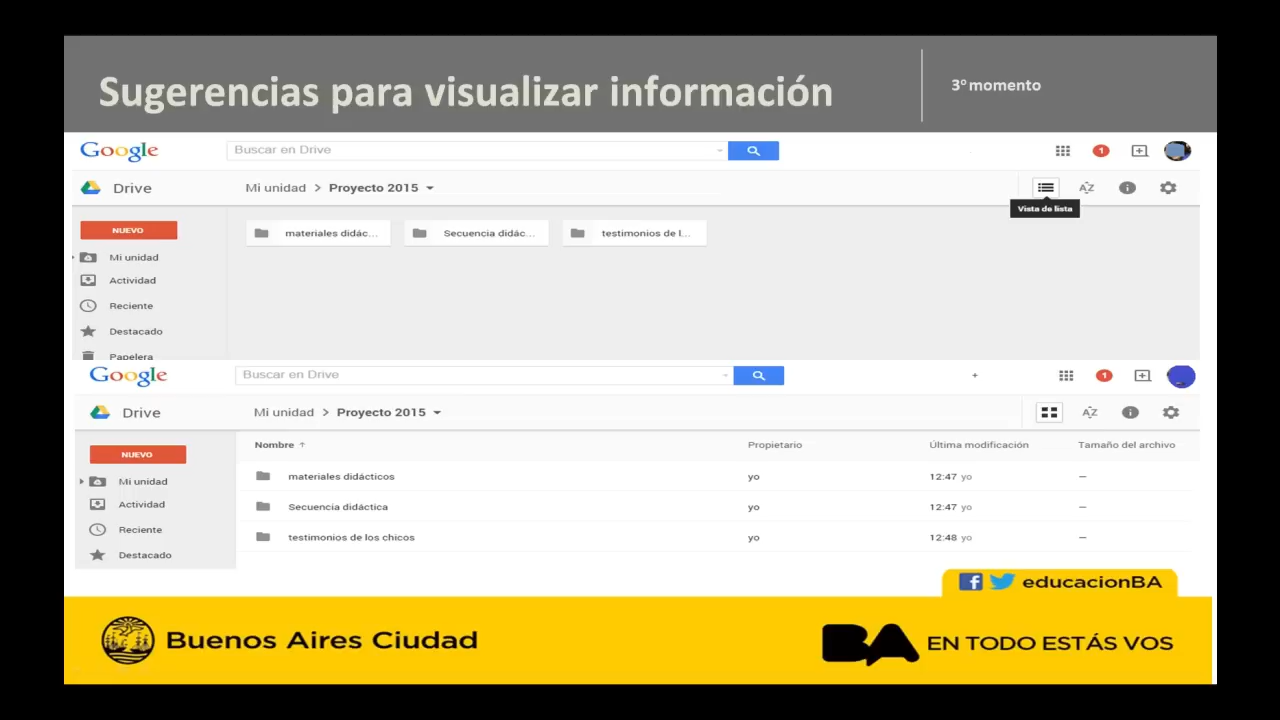 Sugerencias para visualizar información
3º momento
Google
Buscar en Drive
1
Drive
Mi unidad > Proyecto 2015
AZ
Vista de lista
NUEVO
materiales didác...
Secuencia didác...
testimonios de l...
Mi unidad
Actividad
Reciente
Destacado
Papelera
Google
Buscar en Drive
+
1
Drive
Mi unidad > Proyecto 2015
AZ
NUEVO
Nombre ↑ Propietario Última modificación Tamaño del archivo
Mi unidad
Actividad
Reciente
Destacado
materiales didácticos yo 12:47 yo —
Secuencia didáctica yo 12:47 yo —
testimonios de los chicos yo 12:48 yo —
f educacionBA
Buenos Aires Ciudad
BA EN TODO ESTÁS VOS